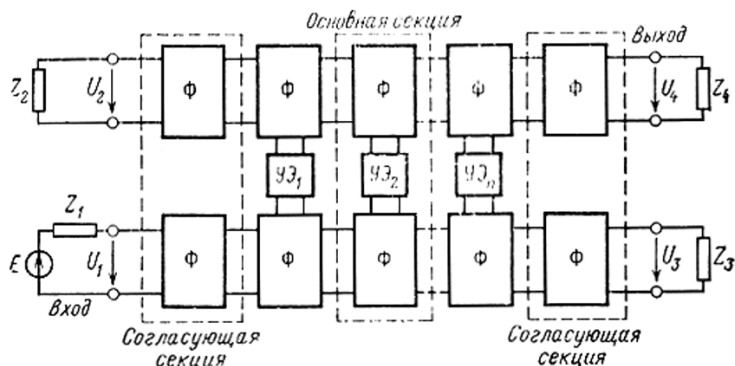 Основная секция
Выход
Z₂
U₂
Ф
Ф
Ф
Ф
Ф
U₄
Z₄
УЭ₁
УЭ₂
УЭₙ
Z₁
E
U₁
Вход
Ф
Ф
Ф
Ф
Ф
U₃
Z₃
Согласующая
секция
Согласующая
секция